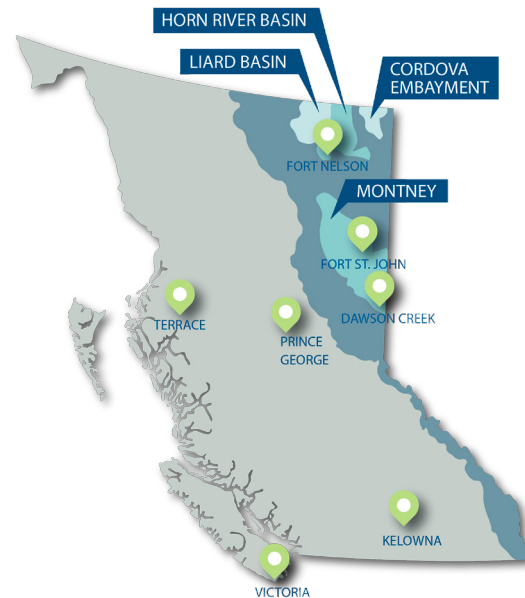 HORN RIVER BASIN
LIARD BASIN
CORDOVA
EMBAYMENT
FORT NELSON
MONTNEY
FORT ST. JOHN
DAWSON CREEK
TERRACE
PRINCE
GEORGE
KELOWNA
VICTORIA